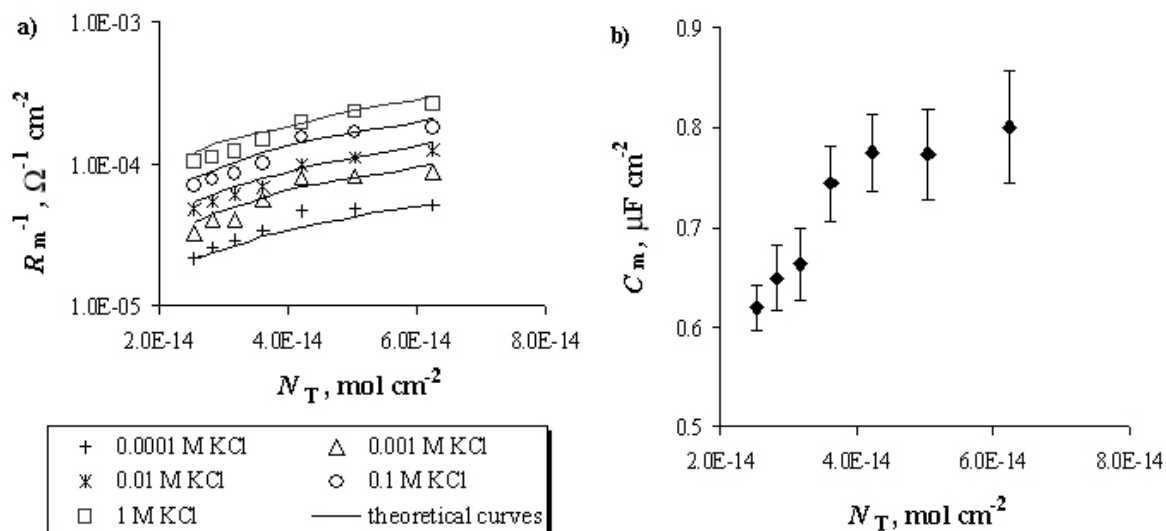 a)
1.0E-03
1.0E-04
1.0E-05
R m -1 , Ω-1 cm-2
2.0E-14 4.0E-14 6.0E-14 8.0E-14
N T , mol cm-2
0.0001 M KCl 0.001 M KCl
0.01 M KCl 0.1 M KCl
1 M KCl theoretical curves
b)
0.9
0.8
0.7
0.6
0.5
C m , μF cm-2
2.0E-14 4.0E-14 6.0E-14 8.0E-14
N T , mol cm-2